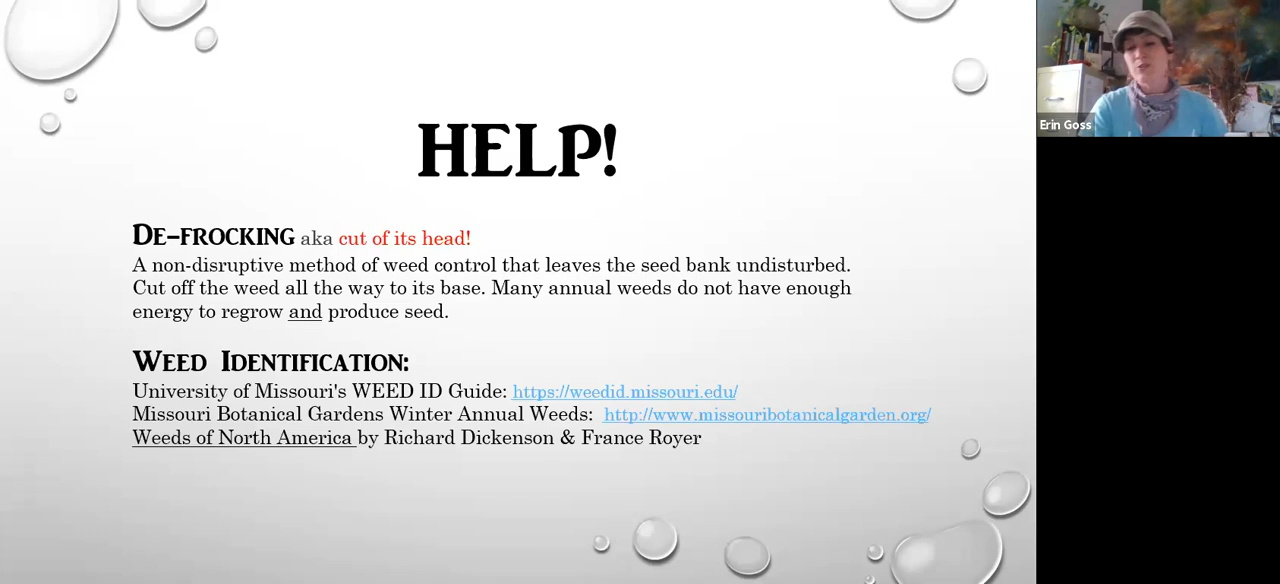 HELP!
DE-FROCKING aka cut of its head!
A non-disruptive method of weed control that leaves the seed bank undisturbed.
Cut off the weed all the way to its base. Many annual weeds do not have enough
energy to regrow and produce seed.
WEED IDENTIFICATION:
University of Missouri's WEED ID Guide: https://weedid.missouri.edu/
Missouri Botanical Gardens Winter Annual Weeds: http://www.missouribotanicalgarden.org/
Weeds of North America by Richard Dickenson & France Royer
Erin Goss